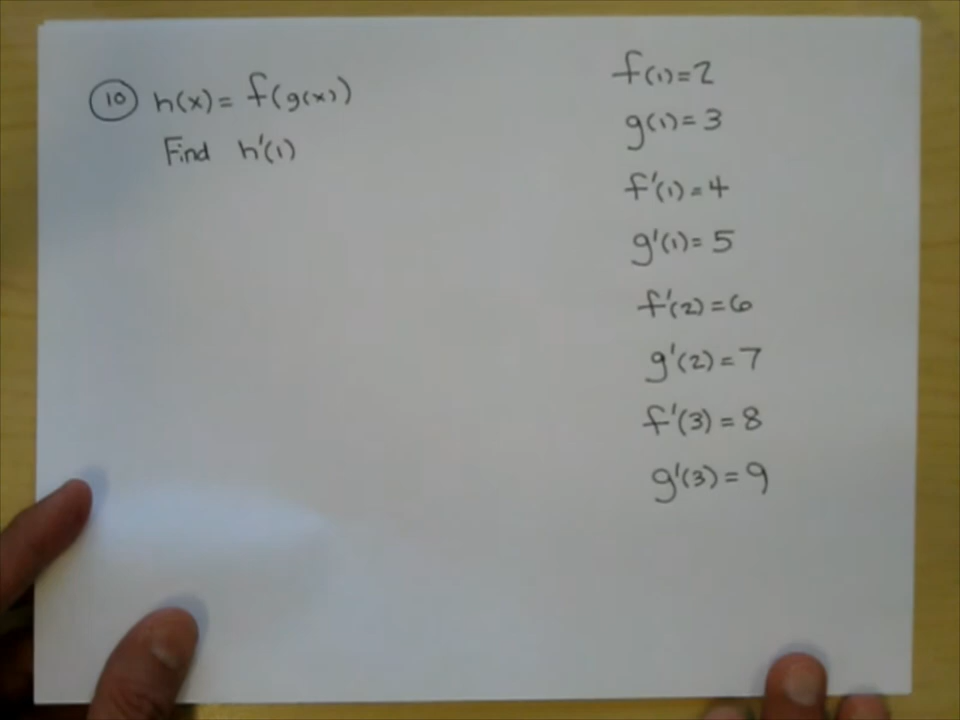 10 h(x) = f(g(x))
Find h'(1)
f(1) = 2
g(1) = 3
f'(1) = 4
g'(1) = 5
f'(2) = 6
g'(2) = 7
f'(3) = 8
g'(3) = 9